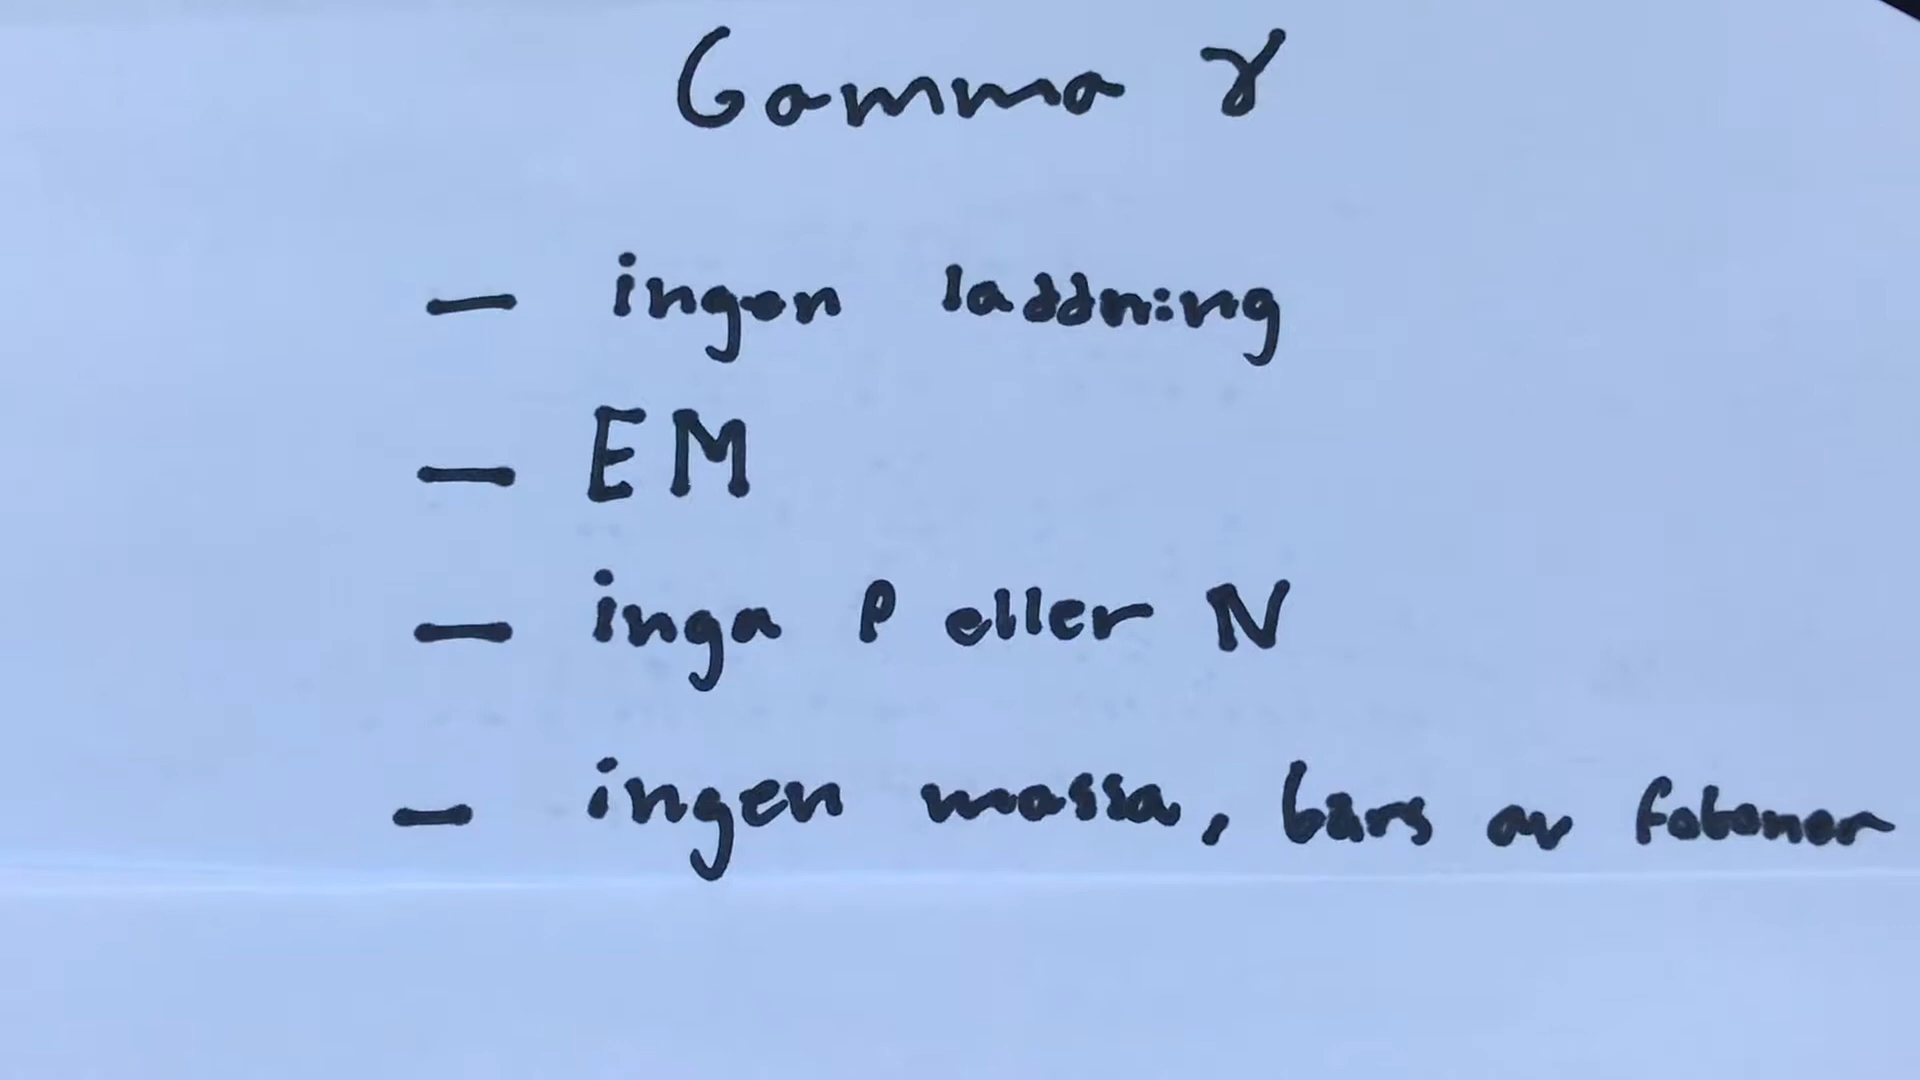 Gamma γ
- ingen laddning
- EM
- inga P eller N
- ingen massa, bärs av fotoner